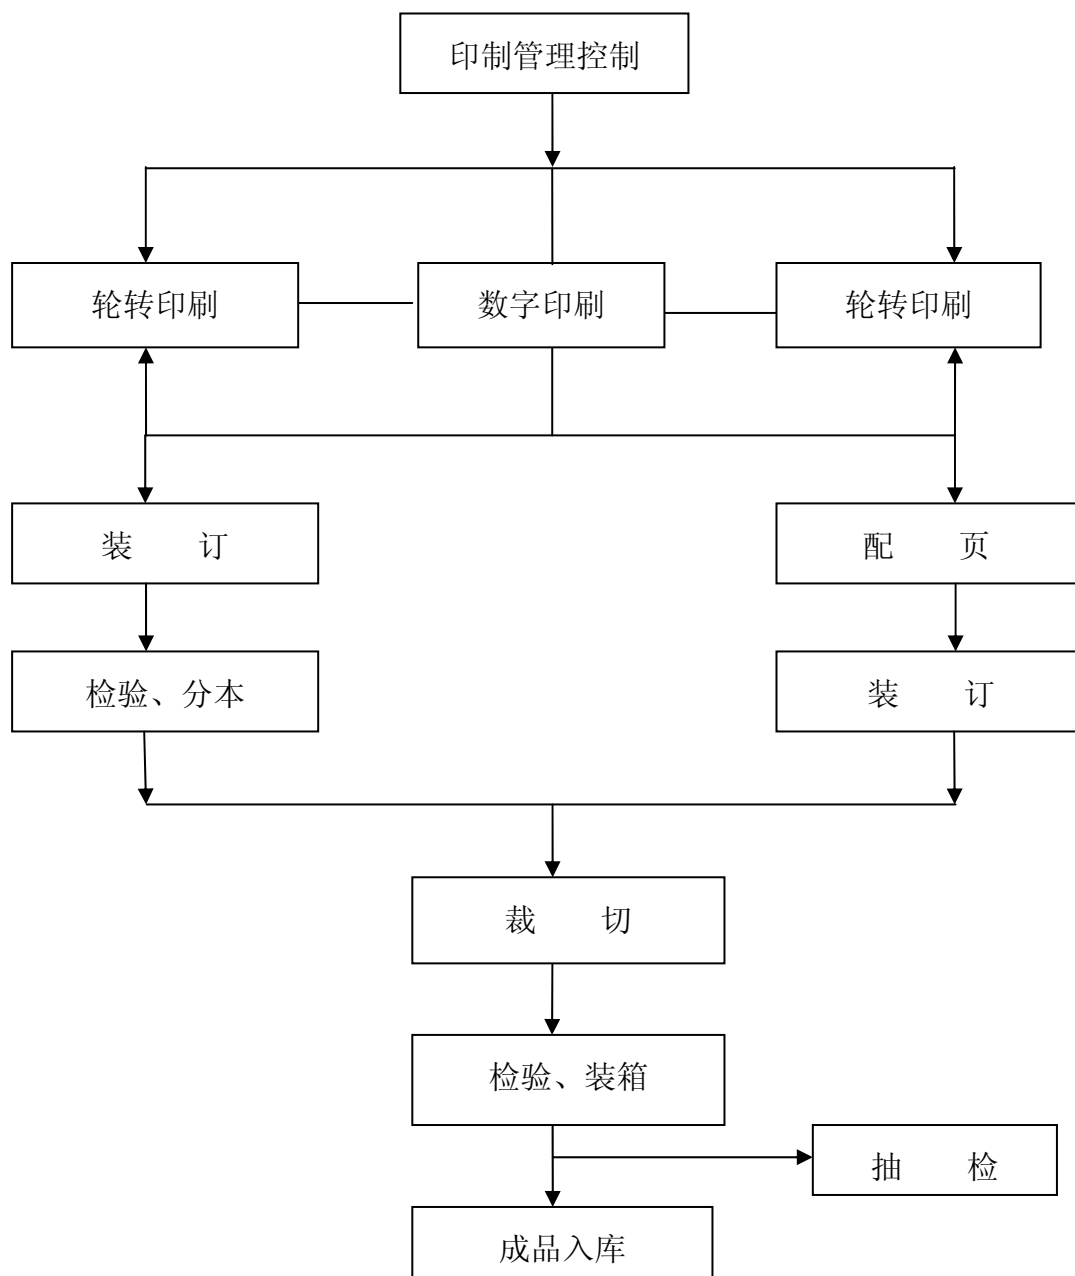 印制管理控制
轮转印刷
数字印刷
轮转印刷
装 订
配 页
检验、分本
装 订
裁 切
检验、装箱
抽 检
成品入库